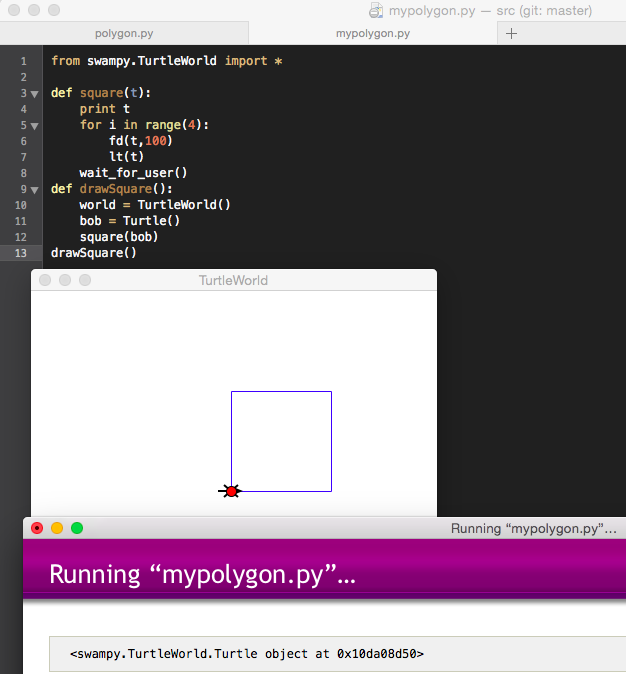 mypolygon.py — src (git: master)
polygon.py
mypolygon.py
+
1 from swampy.TurtleWorld import *
2
3 def square(t):
4 print t
5 for i in range(4):
6 fd(t,100)
7 lt(t)
8 wait_for_user()
9 def drawSquare():
10 world = TurtleWorld()
11 bob = Turtle()
12 square(bob)
13 drawSquare()
TurtleWorld
Running “mypolygon.py”…
Running “mypolygon.py”…
<swampy.TurtleWorld.Turtle object at 0x10da08d50>